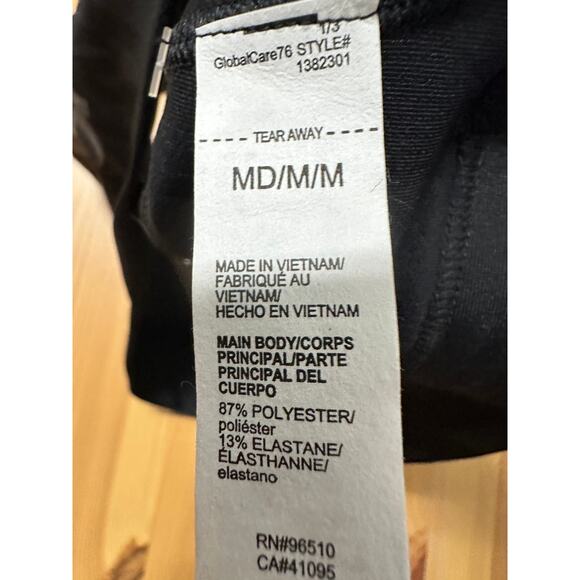 1/3
GlobalCare76 STYLE#
1382301
TEAR AWAY
MD/M/M
MADE IN VIETNAM/
FABRIQUÉ AU
VIETNAM/
HECHO EN VIETNAM
MAIN BODY/CORPS
PRINCIPAL/PARTE
PRINCIPAL DEL
CUERPO
87% POLYESTER/
poliéster
13% ELASTANE/
ÉLASTHANNE/
elastano
RN#96510
CA#41095